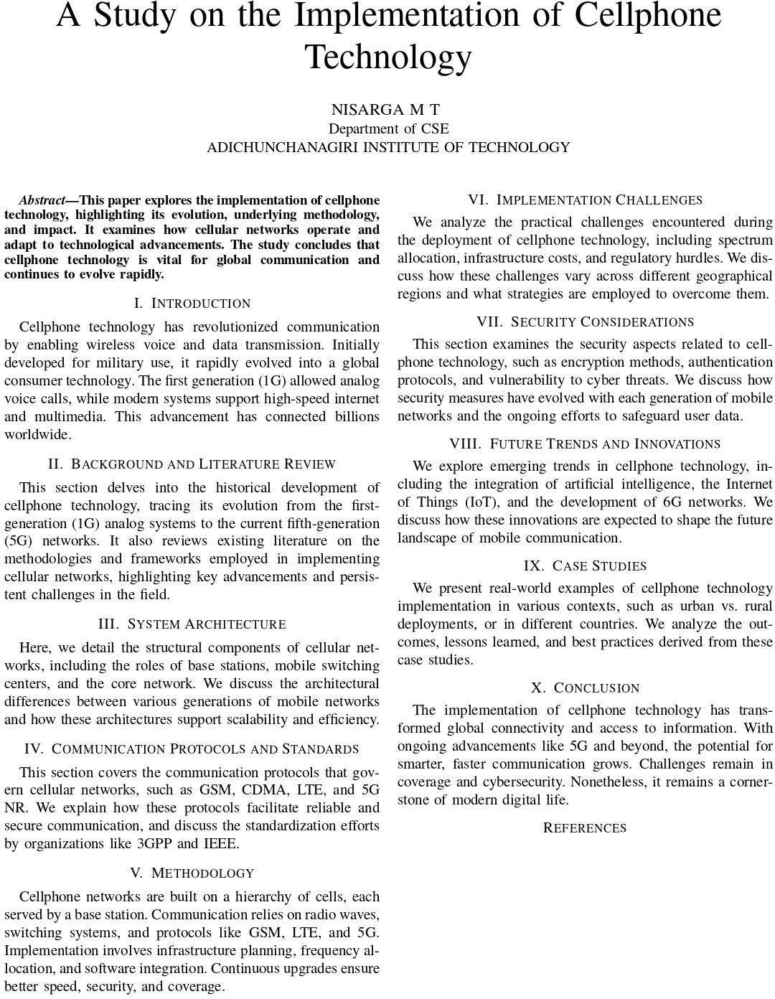 A Study on the Implementation of Cellphone
Technology
NISARGA M T
Department of CSE
ADICHUNCHANAGIRI INSTITUTE OF TECHNOLOGY
Abstract—This paper explores the implementation of cellphone
technology, highlighting its evolution, underlying methodology,
and impact. It examines how cellular networks operate and
adapt to technological advancements. The study concludes that
cellphone technology is vital for global communication and
continues to evolve rapidly.
I. INTRODUCTION
Cellphone technology has revolutionized communication
by enabling wireless voice and data transmission. Initially
developed for military use, it rapidly evolved into a global
consumer technology. The first generation (1G) allowed analog
voice calls, while modern systems support high-speed internet
and multimedia. This advancement has connected billions
worldwide.
II. BACKGROUND AND LITERATURE REVIEW
This section delves into the historical development of
cellphone technology, tracing its evolution from the first-
generation (1G) analog systems to the current fifth-generation
(5G) networks. It also reviews existing literature on the
methodologies and frameworks employed in implementing
cellular networks, highlighting key advancements and persis-
tent challenges in the field.
III. SYSTEM ARCHITECTURE
Here, we detail the structural components of cellular net-
works, including the roles of base stations, mobile switching
centers, and the core network. We discuss the architectural
differences between various generations of mobile networks
and how these architectures support scalability and efficiency.
IV. COMMUNICATION PROTOCOLS AND STANDARDS
This section covers the communication protocols that gov-
ern cellular networks, such as GSM, CDMA, LTE, and 5G
NR. We explain how these protocols facilitate reliable and
secure communication, and discuss the standardization efforts
by organizations like 3GPP and IEEE.
V. METHODOLOGY
Cellphone networks are built on a hierarchy of cells, each
served by a base station. Communication relies on radio waves,
switching systems, and protocols like GSM, LTE, and 5G.
Implementation involves infrastructure planning, frequency al-
location, and software integration. Continuous upgrades ensure
better speed, security, and coverage.
VI. IMPLEMENTATION CHALLENGES
We analyze the practical challenges encountered during
the deployment of cellphone technology, including spectrum
allocation, infrastructure costs, and regulatory hurdles. We dis-
cuss how these challenges vary across different geographical
regions and what strategies are employed to overcome them.
VII. SECURITY CONSIDERATIONS
This section examines the security aspects related to cell-
phone technology, such as encryption methods, authentication
protocols, and vulnerability to cyber threats. We discuss how
security measures have evolved with each generation of mobile
networks and the ongoing efforts to safeguard user data.
VIII. FUTURE TRENDS AND INNOVATIONS
We explore emerging trends in cellphone technology, in-
cluding the integration of artificial intelligence, the Internet
of Things (IoT), and the development of 6G networks. We
discuss how these innovations are expected to shape the future
landscape of mobile communication.
IX. CASE STUDIES
We present real-world examples of cellphone technology
implementation in various contexts, such as urban vs. rural
deployments, or in different countries. We analyze the out-
comes, lessons learned, and best practices derived from these
case studies.
X. CONCLUSION
The implementation of cellphone technology has trans-
formed global connectivity and access to information. With
ongoing advancements like 5G and beyond, the potential for
smarter, faster communication grows. Challenges remain in
coverage and cybersecurity. Nonetheless, it remains a corner-
stone of modern digital life.
REFERENCES